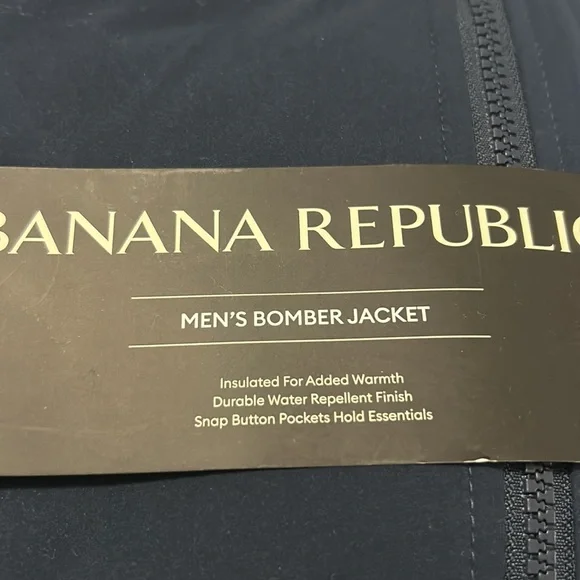 BANANA REPUBLIC
MEN'S BOMBER JACKET
Insulated For Added Warmth
Durable Water Repellent Finish
Snap Button Pockets Hold Essentials